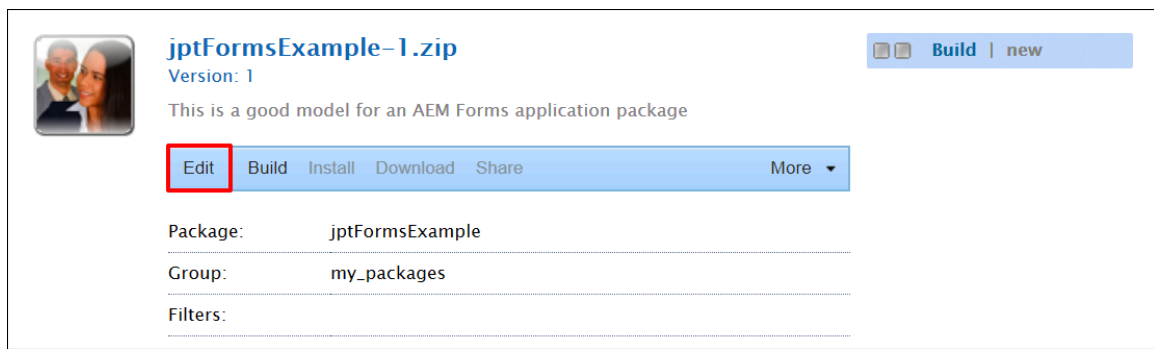 jptFormsExample-1.zip
Build | new
Version: 1
This is a good model for an AEM Forms application package
Edit Build Install Download Share More
Package: jptFormsExample
Group: my_packages
Filters: